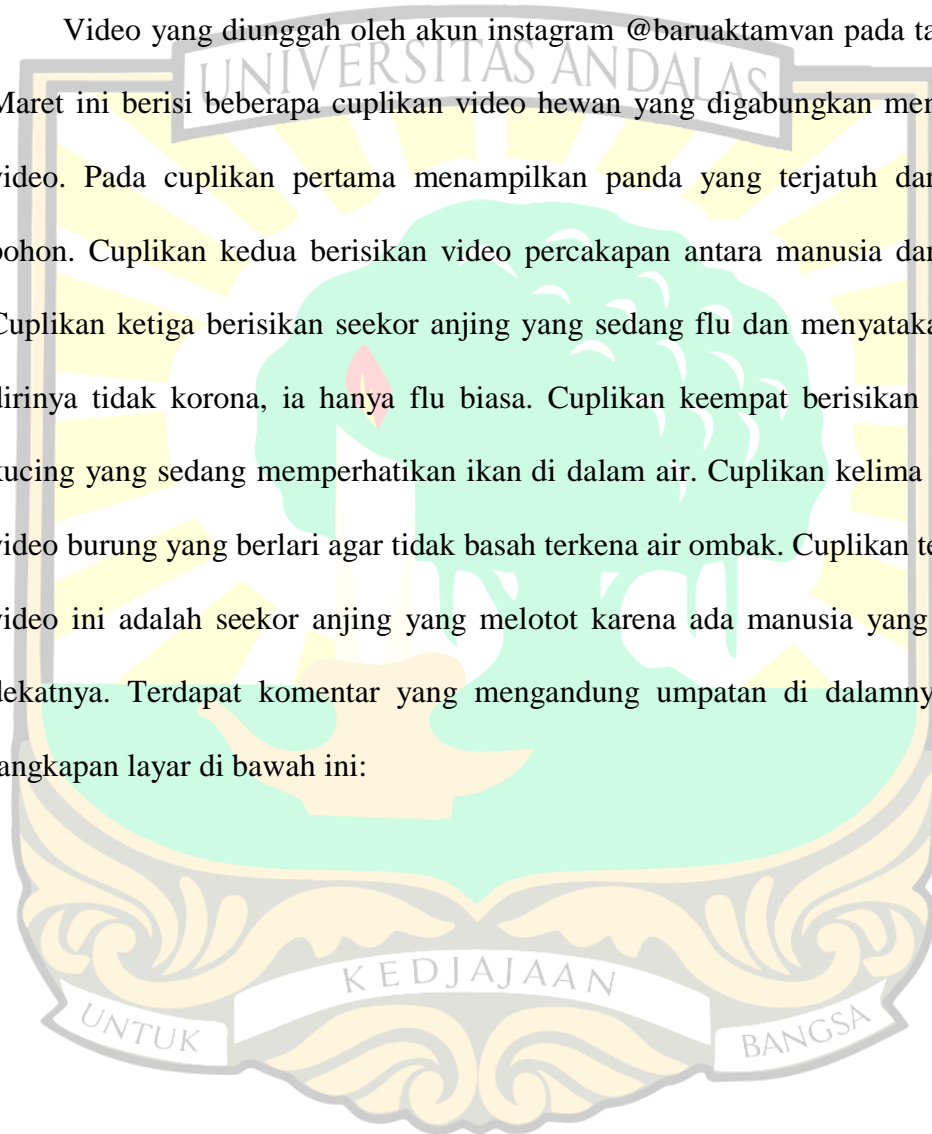 Video yang diunggah oleh akun instagram @baruaktamvan pada ta
UNIVERSITAS ANDALAS
Maret ini berisi beberapa cuplikan video hewan yang digabungkan men
video. Pada cuplikan pertama menampilkan panda yang terjatuh dar
pohon. Cuplikan kedua berisikan video percakapan antara manusia dan
Cuplikan ketiga berisikan seekor anjing yang sedang flu dan menyataka
dirinya tidak korona, ia hanya flu biasa. Cuplikan keempat berisikan
kucing yang sedang memperhatikan ikan di dalam air. Cuplikan kelima
video burung yang berlari agar tidak basah terkena air ombak. Cuplikan te
video ini adalah seekor anjing yang melotot karena ada manusia yang
dekatnya. Terdapat komentar yang mengandung umpatan di dalamny
tangkapan layar di bawah ini:
KEDJAJAAN
UNTUK BANGSA